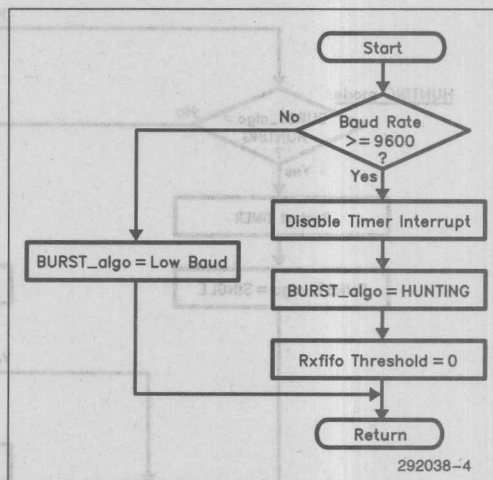 Start
Baud Rate
>= 9600
?
No
Yes
Disable Timer Interrupt
BURST_algo = Low Baud
BURST_algo = HUNTING
Rxfifo Threshold = 0
Return
292038-4